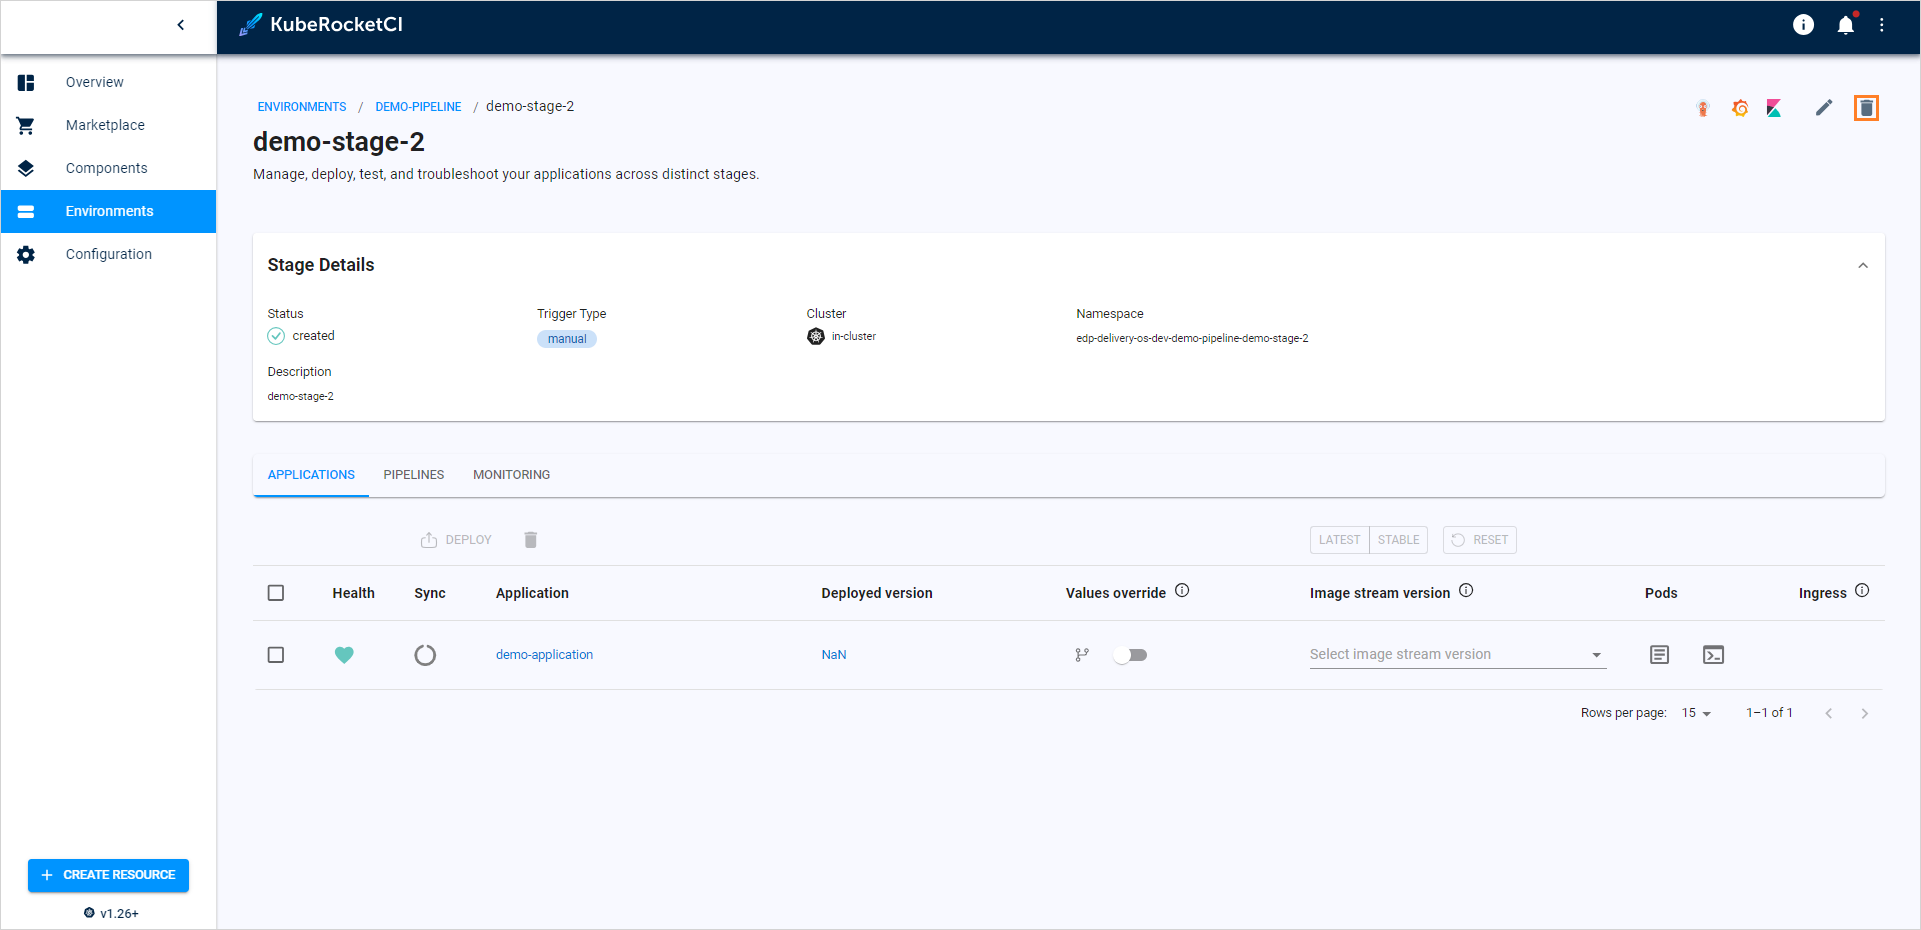 KubeRocketCI
Overview
Marketplace
Components
Environments
Configuration
CREATE RESOURCE
v1.26+
ENVIRONMENTS / DEMO-PIPELINE / demo-stage-2
demo-stage-2
Manage, deploy, test, and troubleshoot your applications across distinct stages.
Stage Details
Status Trigger Type Cluster Namespace
created manual in-cluster edp-delivery-os-dev-demo-pipeline-demo-stage-2
Description
demo-stage-2
APPLICATIONS PIPELINES MONITORING
DEPLOY LATEST STABLE RESET
Health Sync Application Deployed version Values override Image stream version Pods Ingress
demo-application NaN Select image stream version
Rows per page: 15 1–1 of 1